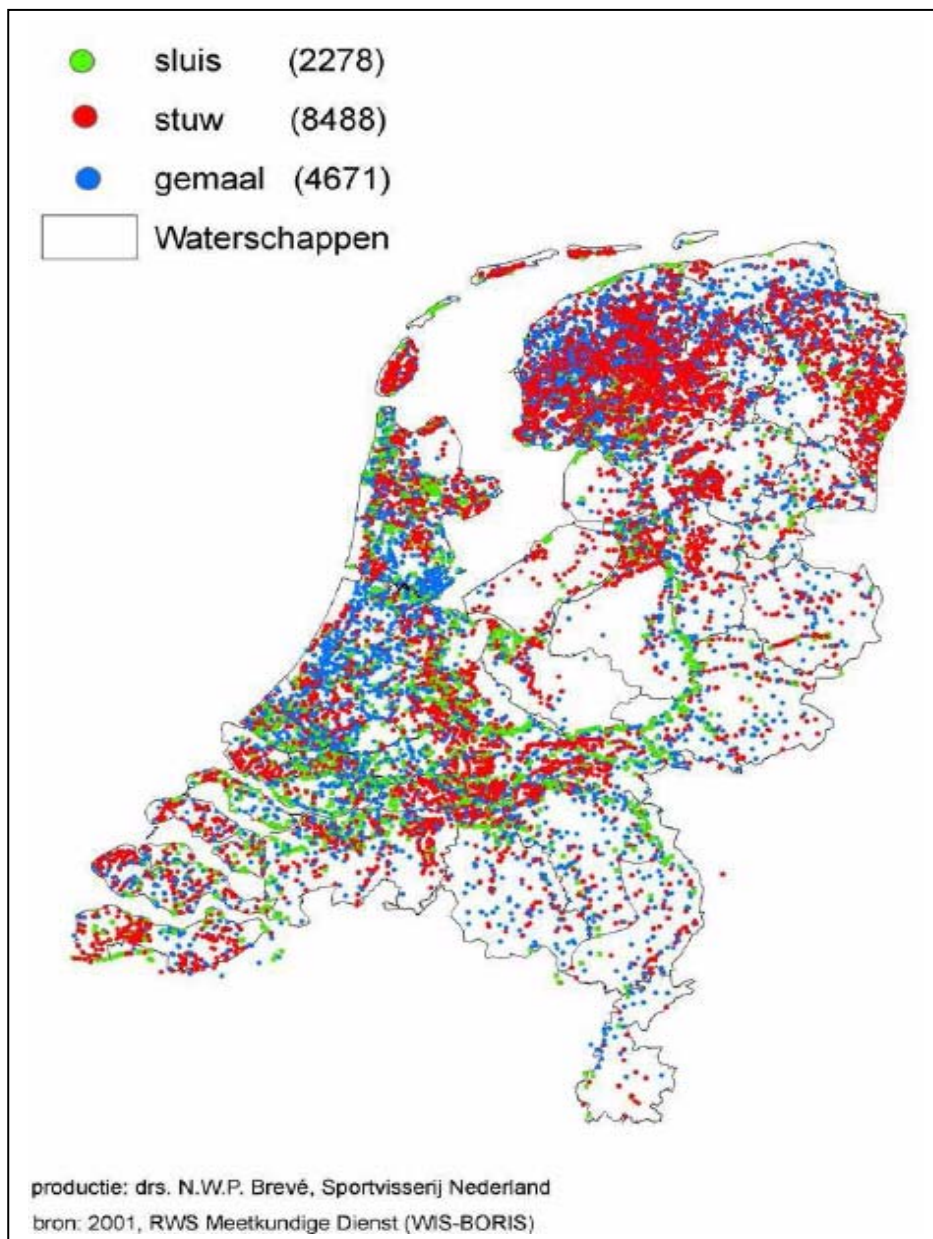 sluis (2278)
stuw (8488)
gemaal (4671)
Waterschappen
productie: drs. N.W.P. Brevé, Sportvisserij Nederland
bron: 2001, RWS Meetkundige Dienst (WIS-BORIS)